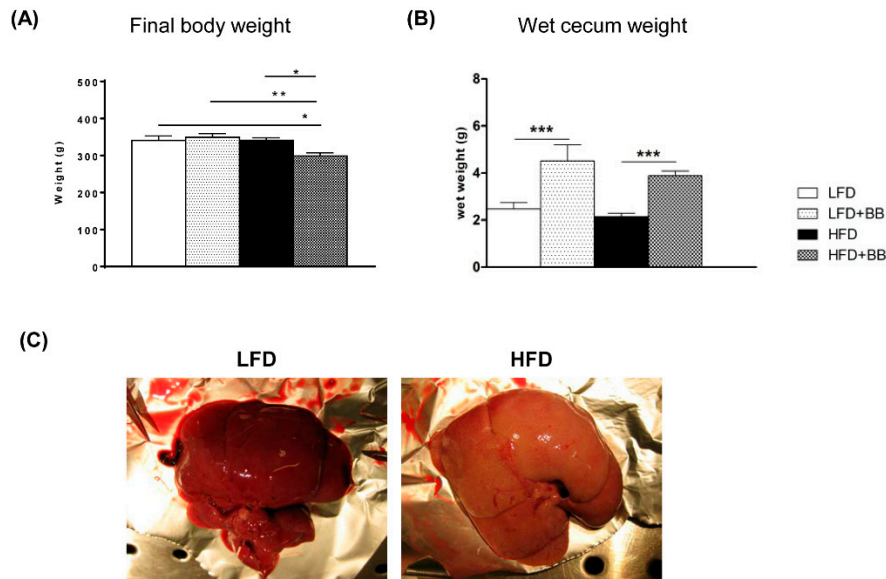 (A)
Final body weight
Weight (g)
500
400
300
200
100
0
*
**
*
(B)
Wet cecum weight
wet weight (g)
8
6
4
2
0
***
***
LFD
LFD+BB
HFD
HFD+BB
(C)
LFD
HFD